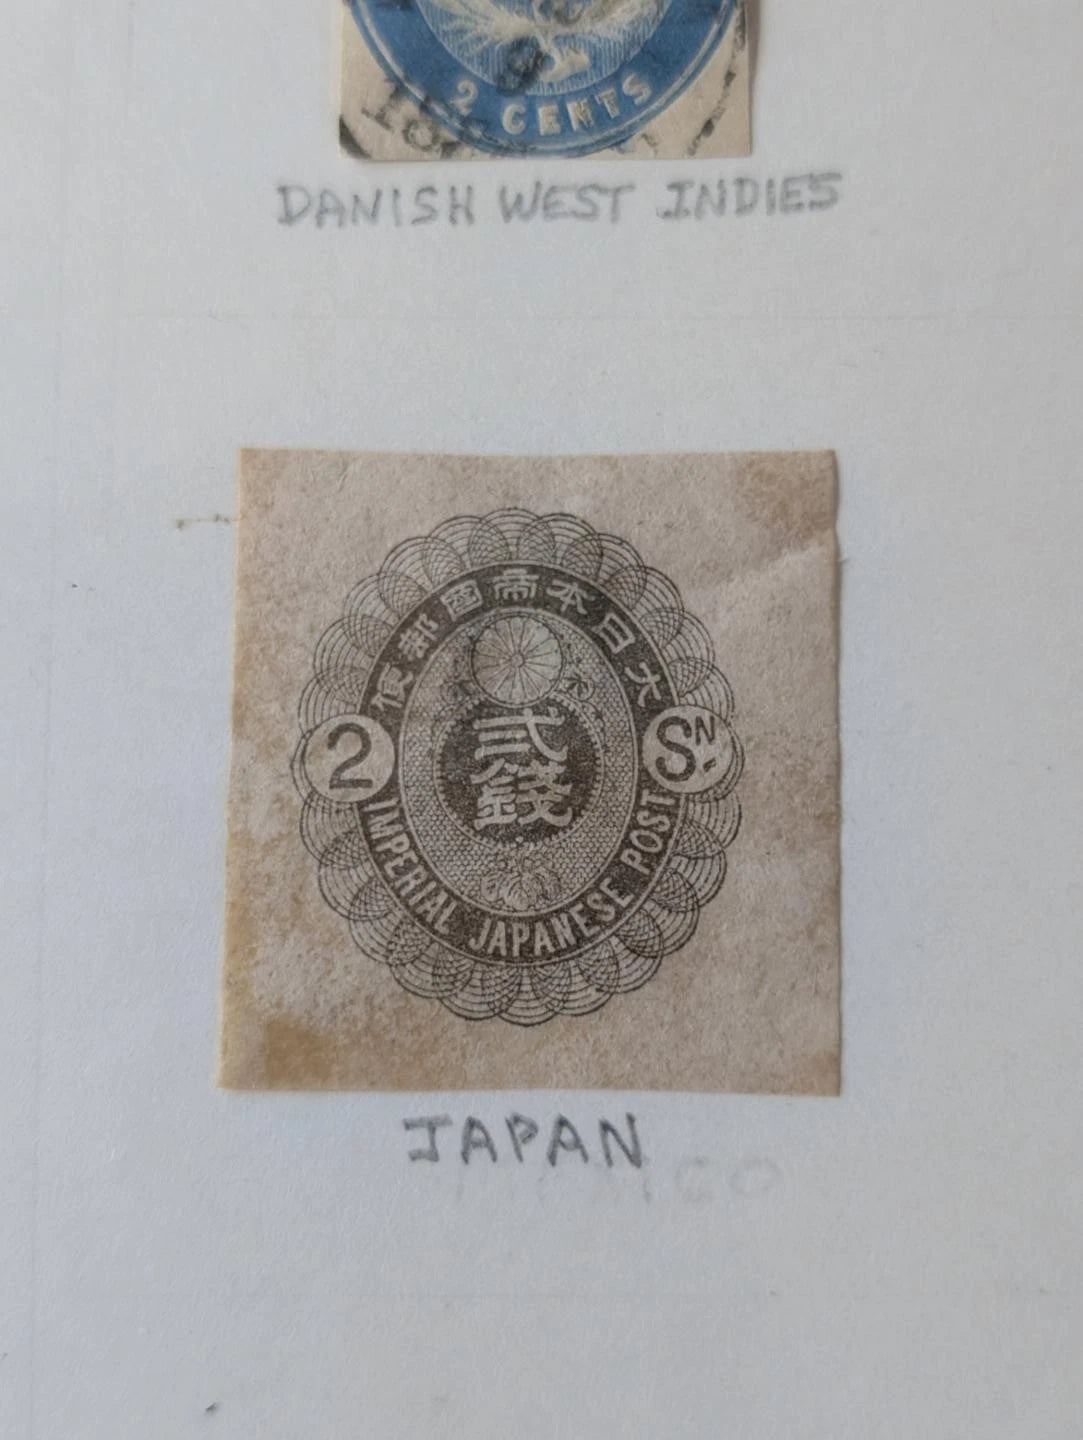 2 CENTS
DANISH WEST INDIES
大日本帝國郵便
2
SN
貳錢
IMPERIAL JAPANESE POST
JAPAN